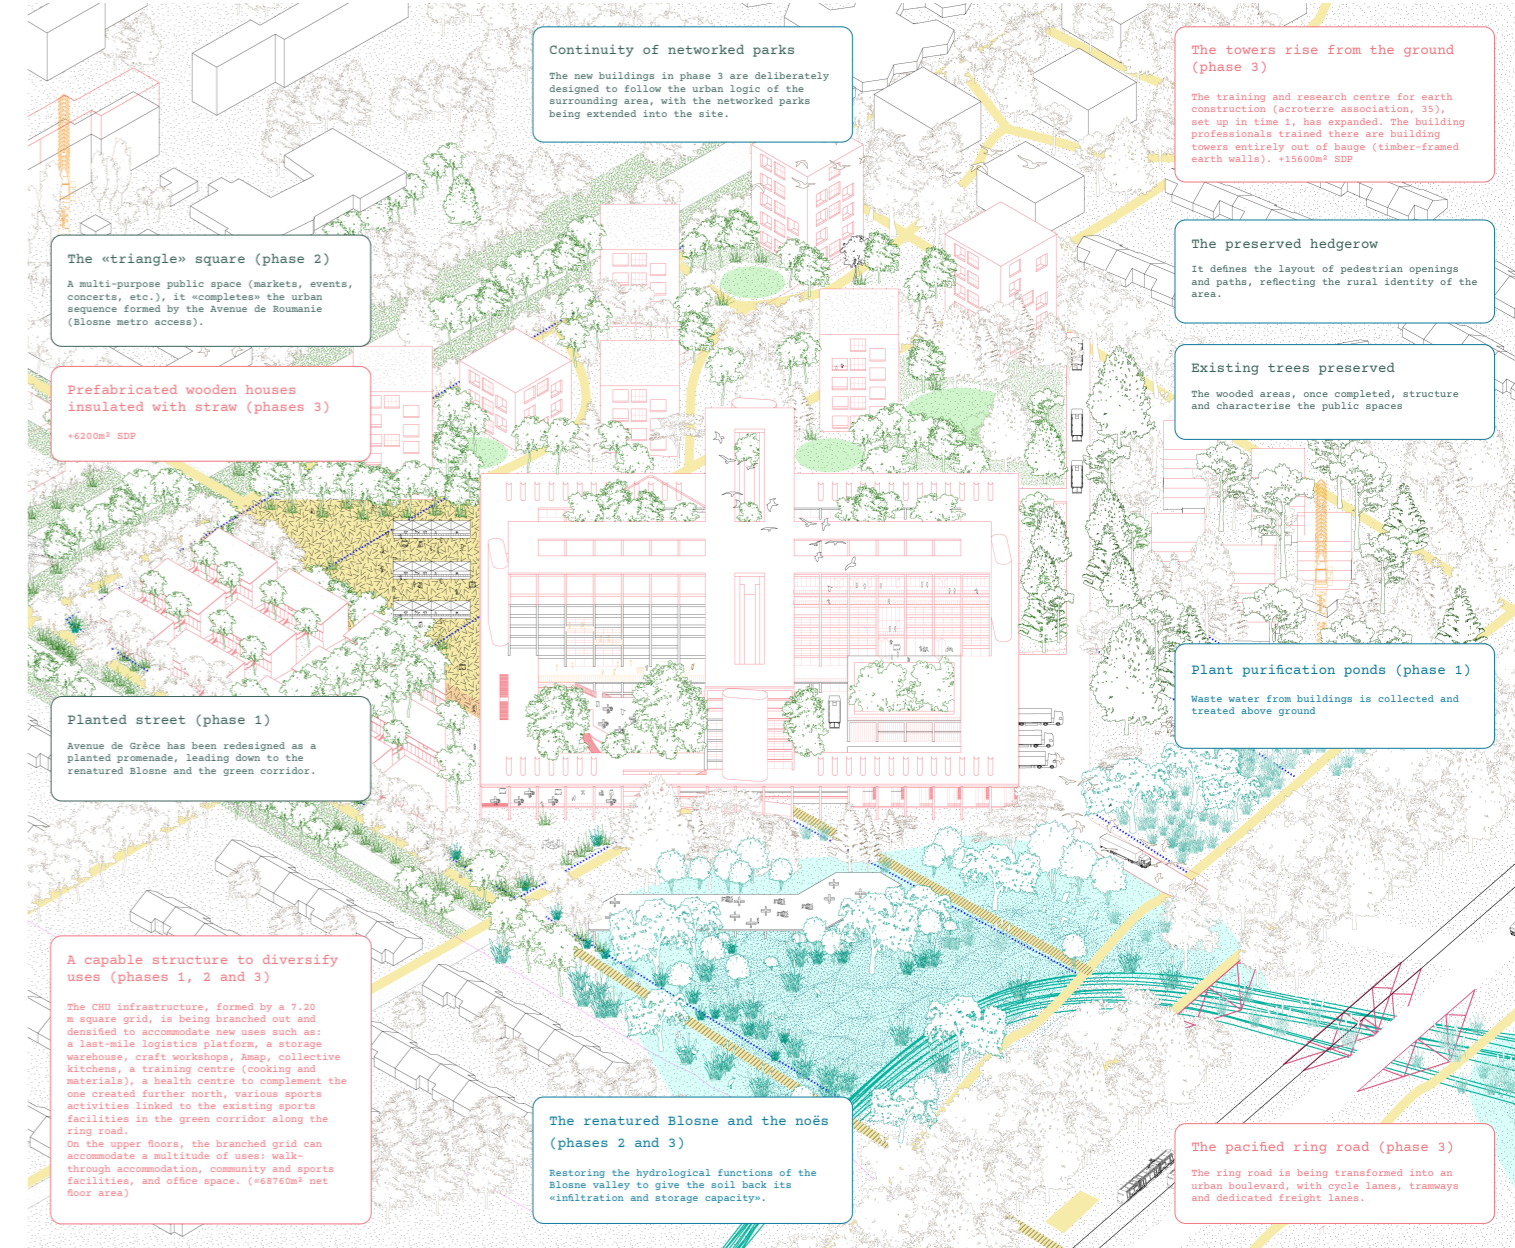 Continuity of networked parks
The new buildings in phase 3 are deliberately
designed to follow the urban logic of the
surrounding area, with the networked parks
being extended into the site.
The towers rise from the ground
(phase 3)
The training and research centre for earth
construction (acroterre association, 35),
set up in time 1, has expanded. The building
professionals trained there are building
towers entirely out of bauge (timber-framed
earth walls). +15600m² SDP
The «triangle» square (phase 2)
A multi-purpose public space (markets, events,
concerts, etc.), it «completes» the urban
sequence formed by the Avenue de Roumanie
(Blosne metro access).
The preserved hedgerow
It defines the layout of pedestrian openings
and paths, reflecting the rural identity of the
area.
Prefabricated wooden houses
insulated with straw (phases 3)
+6200m² SDP
Existing trees preserved
The wooded areas, once completed, structure
and characterise the public spaces
Plant purification ponds (phase 1)
Waste water from buildings is collected and
treated above ground
Planted street (phase 1)
Avenue de Grèce has been redesigned as a
planted promenade, leading down to the
renatured Blosne and the green corridor.
A capable structure to diversify
uses (phases 1, 2 and 3)
The CHU infrastructure, formed by a 7.20
m square grid, is being branched out and
densified to accommodate new uses such as:
a last-mile logistics platform, a storage
warehouse, craft workshops, Amap, collective
kitchens, a training centre (cooking and
materials), a health centre to complement the
one created further north, various sports
activities linked to the existing sports
facilities in the green corridor along the
ring road.
On the upper floors, the branched grid can
accommodate a multitude of uses: walk-
through accommodation, community and sports
facilities, and office space. (=68760m² net
floor area)
The renatured Blosne and the noës
(phases 2 and 3)
Restoring the hydrological functions of the
Blosne valley to give the soil back its
«infiltration and storage capacity».
The pacified ring road (phase 3)
The ring road is being transformed into an
urban boulevard, with cycle lanes, tramways
and dedicated freight lanes.